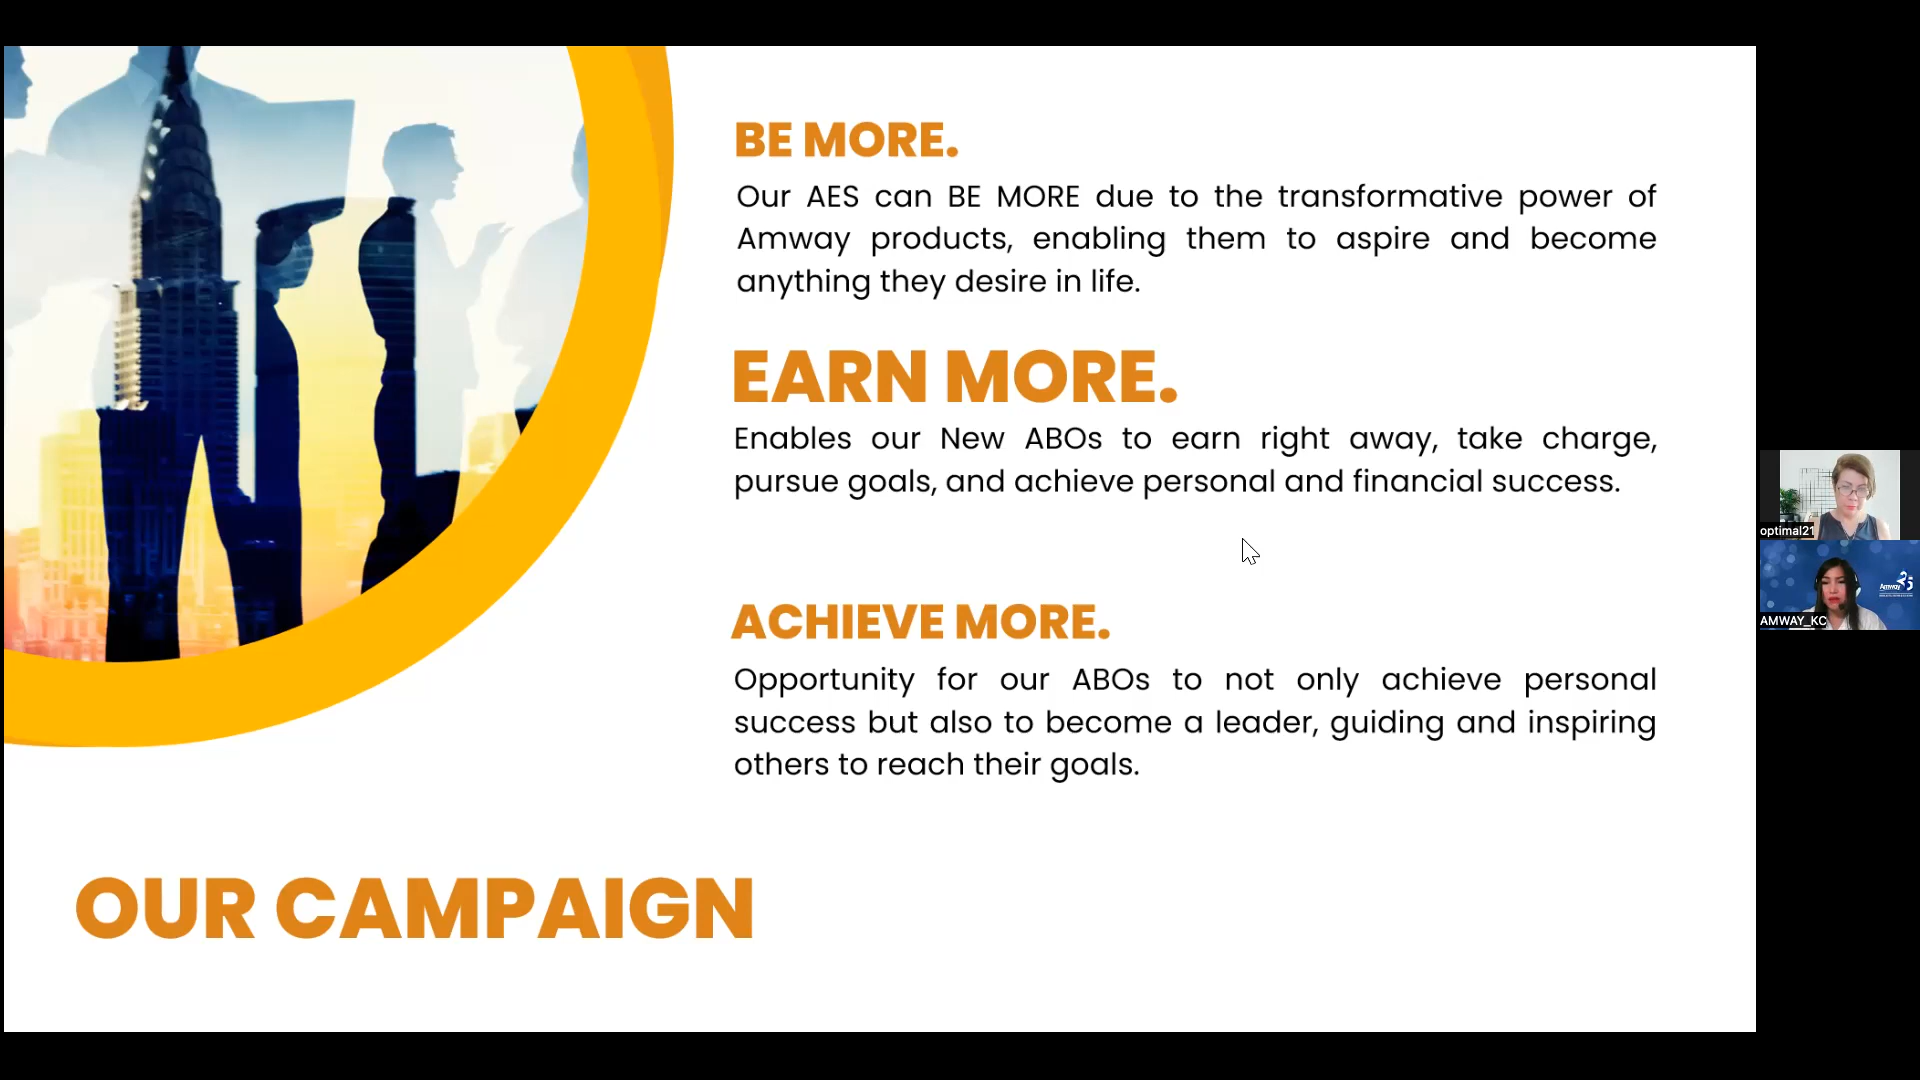 BE MORE.
Our AES can BE MORE due to the transformative power of
Amway products, enabling them to aspire and become
anything they desire in life.
EARN MORE.
Enables our New ABOs to earn right away, take charge,
pursue goals, and achieve personal and financial success.
ACHIEVE MORE.
Opportunity for our ABOs to not only achieve personal
success but also to become a leader, guiding and inspiring
others to reach their goals.
OUR CAMPAIGN
optimal21
Amway
AMWAY_KC